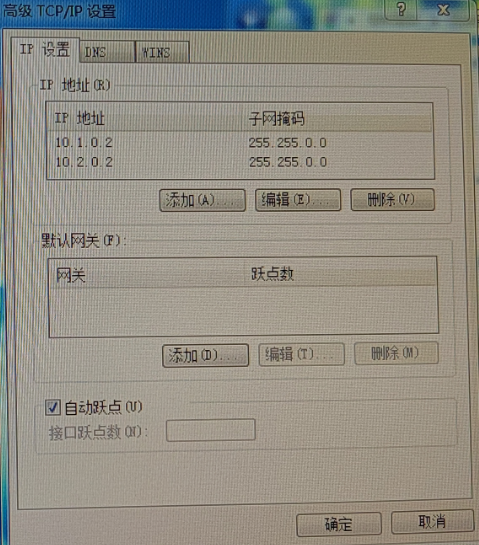 高级 TCP/IP 设置
IP 设置 DNS WINS
IP 地址(R)
IP 地址 子网掩码
10.1.0.2 255.255.0.0
10.2.0.2 255.255.0.0
添加(A)... 编辑(E)... 删除(V)
默认网关(F):
网关 跃点数
添加(D)... 编辑(T)... 删除(M)
自动跃点(U)
接口跃点数(N):
确定 取消